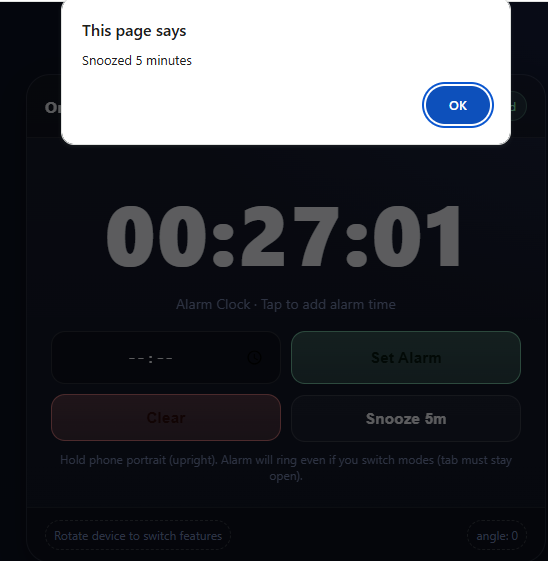 This page says
Snoozed 5 minutes
OK
00:27:01
Alarm Clock · Tap to add alarm time
--:--
Set Alarm
Clear
Snooze 5m
Hold phone portrait (upright). Alarm will ring even if you switch modes (tab must stay
open).
Rotate device to switch features
angle: 0